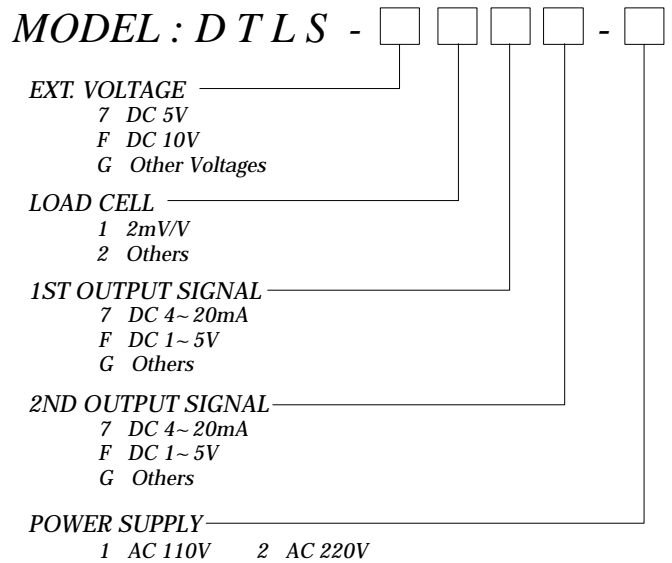 MODEL : D T L S - □ □ □ □ - □
EXT. VOLTAGE
7 DC 5V
F DC 10V
G Other Voltages
LOAD CELL
1 2mV/V
2 Others
1ST OUTPUT SIGNAL
7 DC 4~20mA
F DC 1~5V
G Others
2ND OUTPUT SIGNAL
7 DC 4~20mA
F DC 1~5V
G Others
POWER SUPPLY
1 AC 110V 2 AC 220V